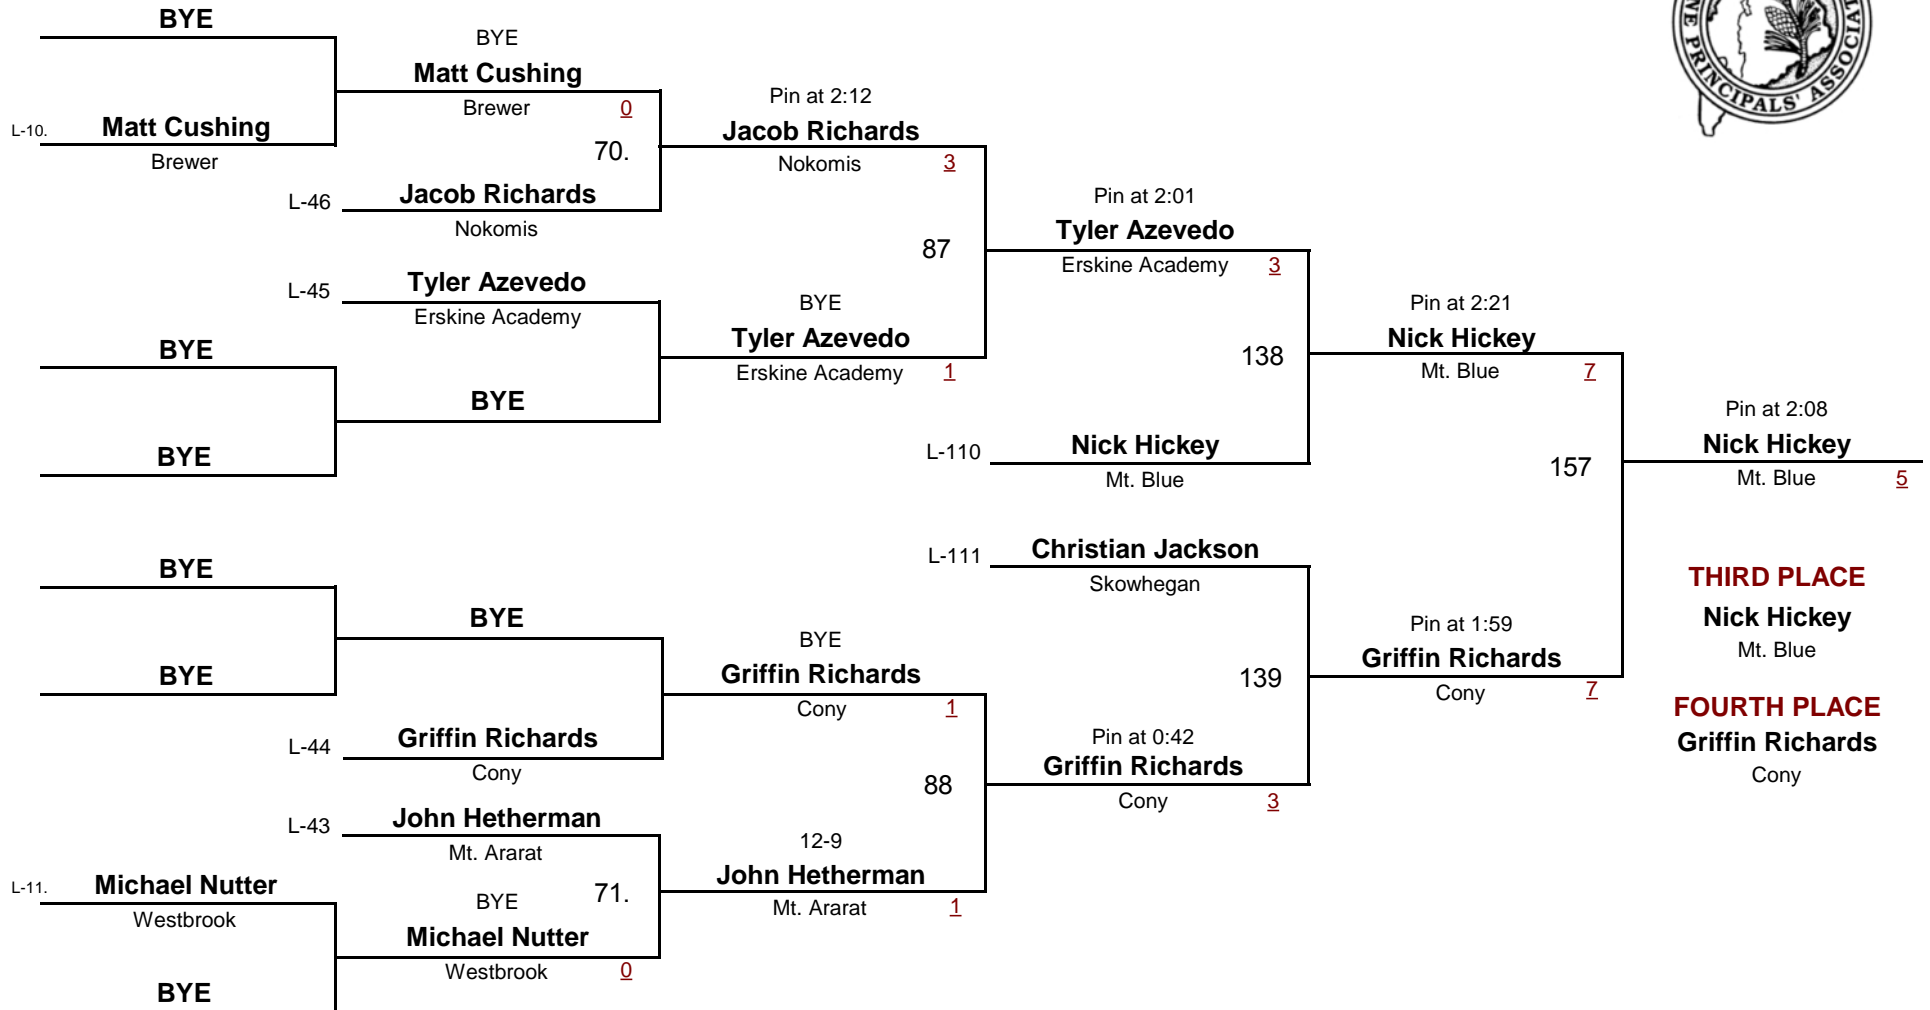 BYE
BYE
Matt Cushing
Brewer 0
L-10. Matt Cushing
Brewer
70.
Pin at 2:12
Jacob Richards
Nokomis 3
L-46 Jacob Richards
Nokomis
87
Pin at 2:01
Tyler Azevedo
Erskine Academy 3
L-45 Tyler Azevedo
Erskine Academy
BYE
Tyler Azevedo
Erskine Academy 1
BYE
BYE
BYE
138
Pin at 2:21
Nick Hickey
Mt. Blue 7
L-110 Nick Hickey
Mt. Blue
157
Pin at 2:08
Nick Hickey
Mt. Blue 5
L-111 Christian Jackson
Skowhegan
BYE
BYE
BYE
BYE
Griffin Richards
Cony 1
L-44 Griffin Richards
Cony
139
Pin at 1:59
Griffin Richards
Cony 7
88
Pin at 0:42
Griffin Richards
Cony 3
L-43 John Hetherman
Mt. Ararat
71.
12-9
John Hetherman
Mt. Ararat 1
L-11. Michael Nutter
Westbrook
BYE
Michael Nutter
Westbrook 0
BYE
THIRD PLACE
Nick Hickey
Mt. Blue
FOURTH PLACE
Griffin Richards
Cony
PRINCIPALS'